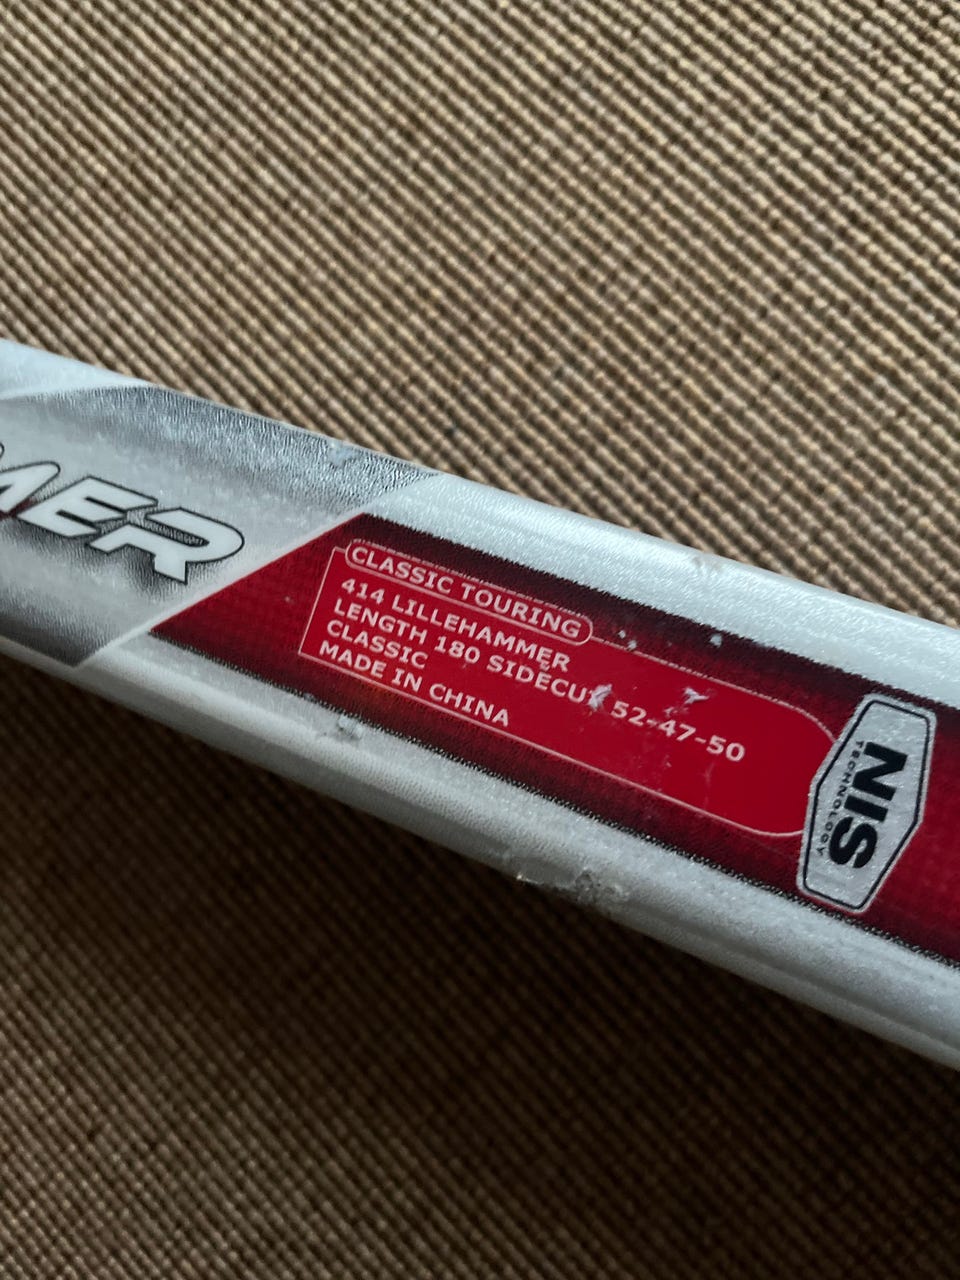 MER
CLASSIC TOURING
414 LILLEHAMMER
LENGTH 180 SIDECUT 52-47-50
CLASSIC
MADE IN CHINA
NIS
TECHNOLOGY